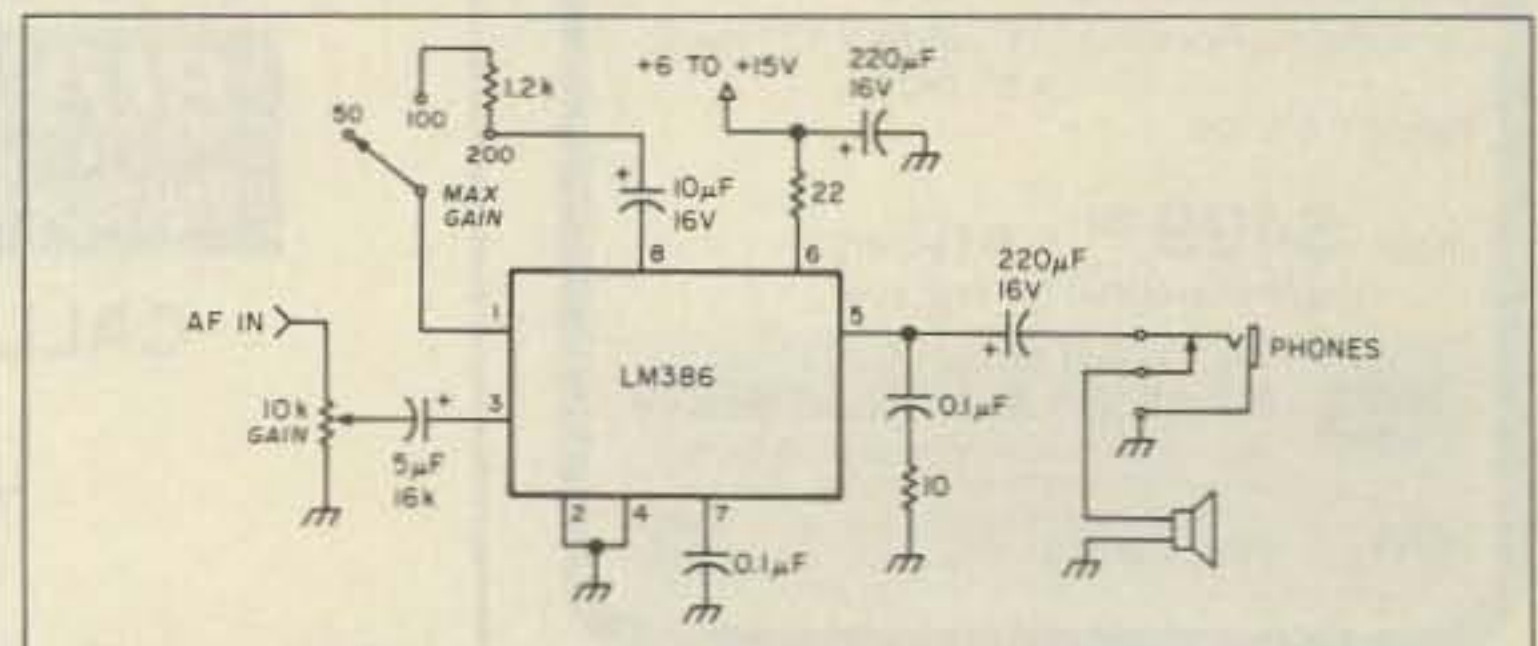 50
100
1.2k
200
MAX
GAIN
+
10µF
16V
+6 TO +15V
220µF
16V
+
22
8
6
AF IN
1
10k
GAIN
+
5µF
16k
3
LM386
2
4
7
0.1µF
5
220µF
16V
+
0.1µF
10
PHONES